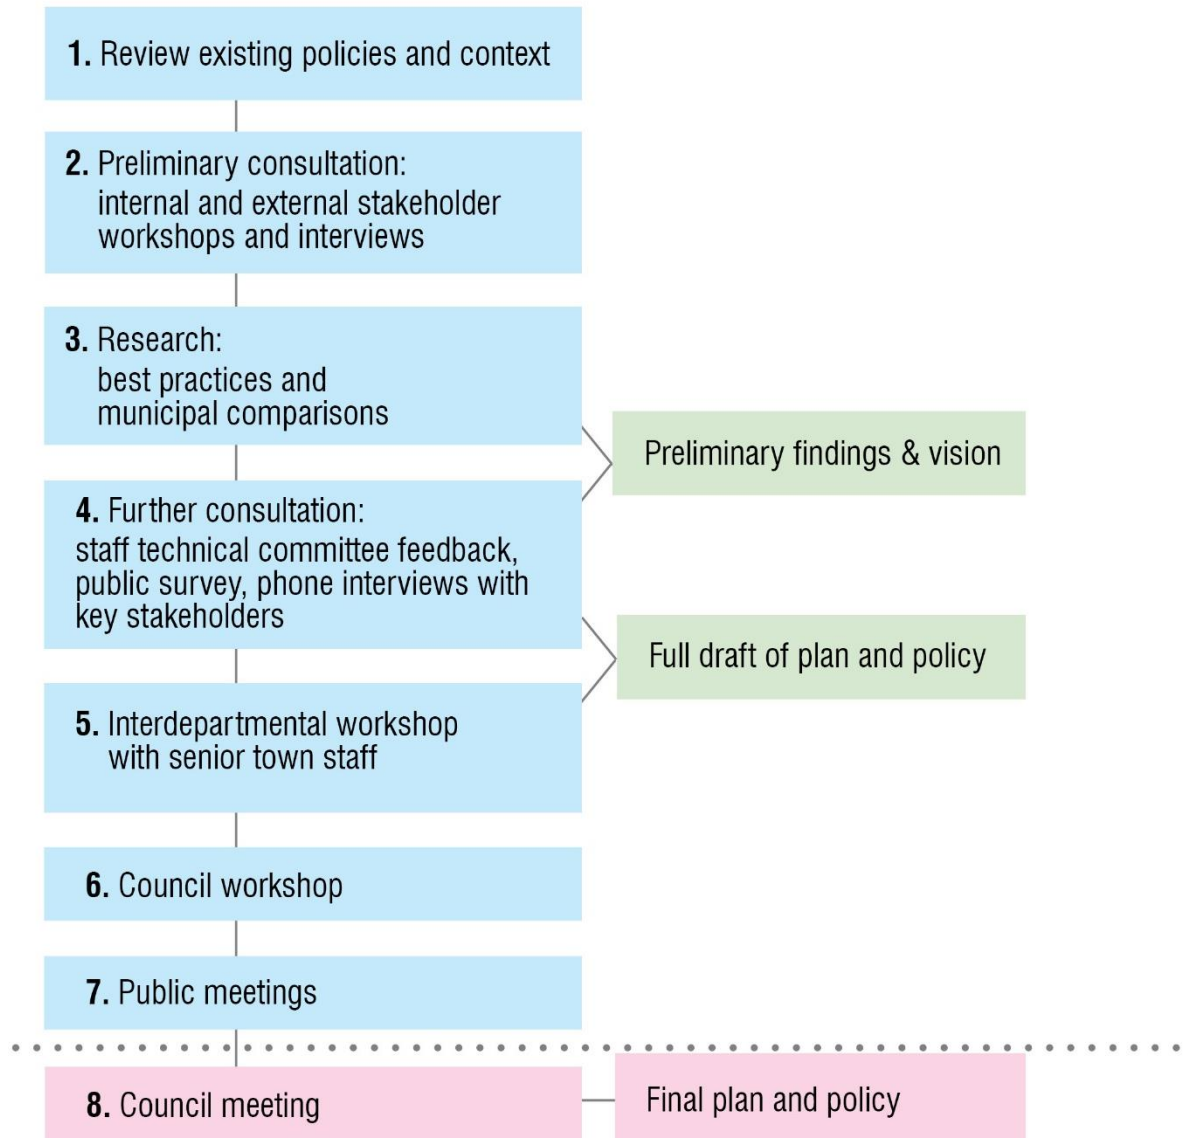 1. Review existing policies and context
2. Preliminary consultation:
internal and external stakeholder
workshops and interviews
3. Research:
best practices and
municipal comparisons
Preliminary findings & vision
4. Further consultation:
staff technical committee feedback,
public survey, phone interviews with
key stakeholders
Full draft of plan and policy
5. Interdepartmental workshop
with senior town staff
6. Council workshop
7. Public meetings
8. Council meeting
Final plan and policy